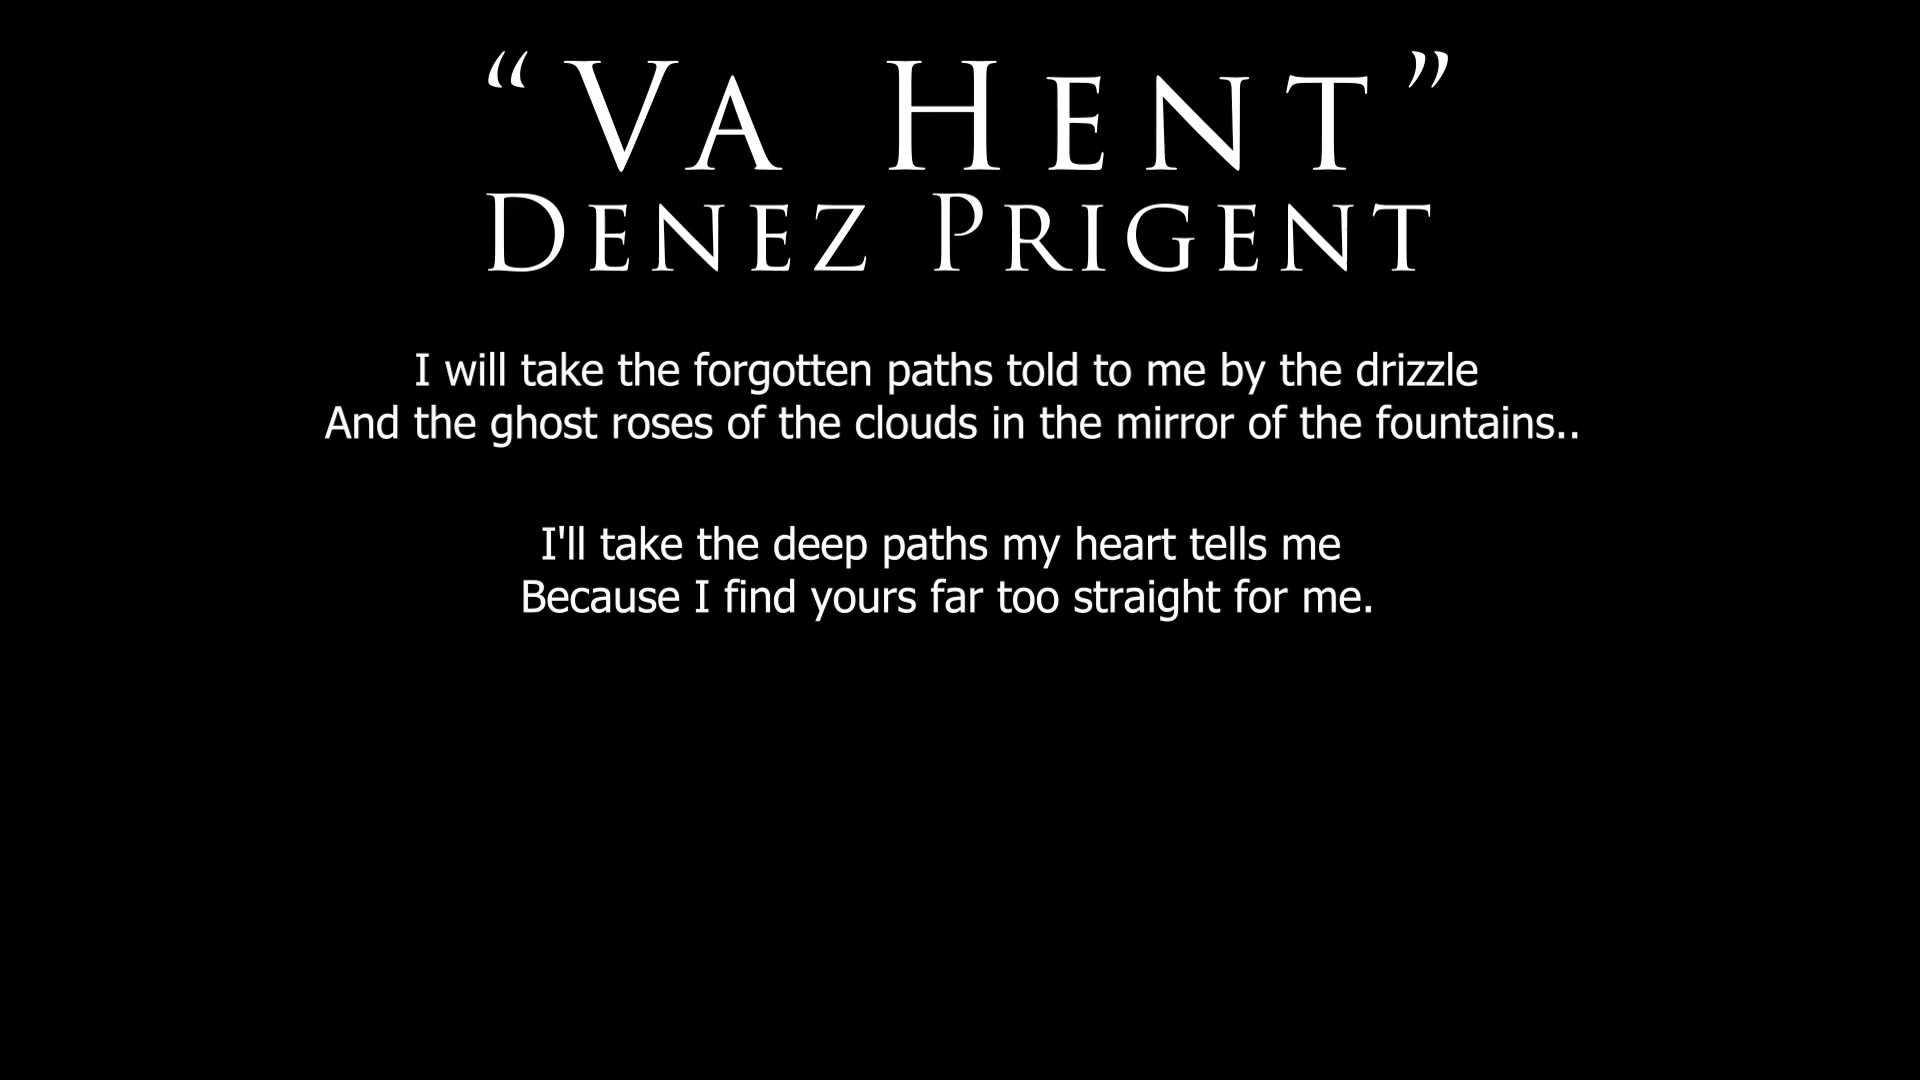 “Va Hent”
Denez Prigent
I will take the forgotten paths told to me by the drizzle
And the ghost roses of the clouds in the mirror of the fountains..
I'll take the deep paths my heart tells me
Because I find yours far too straight for me.